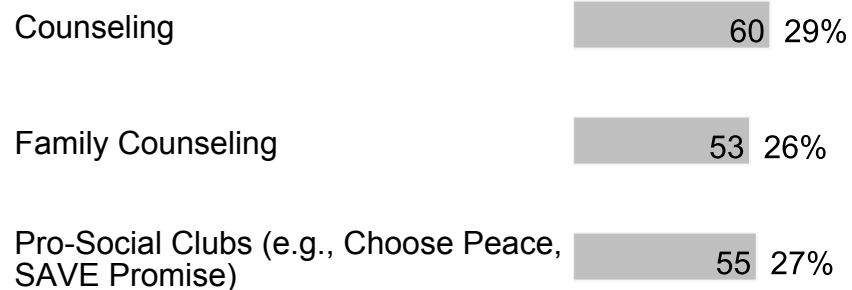 Counseling 60 29%
Family Counseling 53 26%
Pro-Social Clubs (e.g., Choose Peace,
SAVE Promise) 55 27%